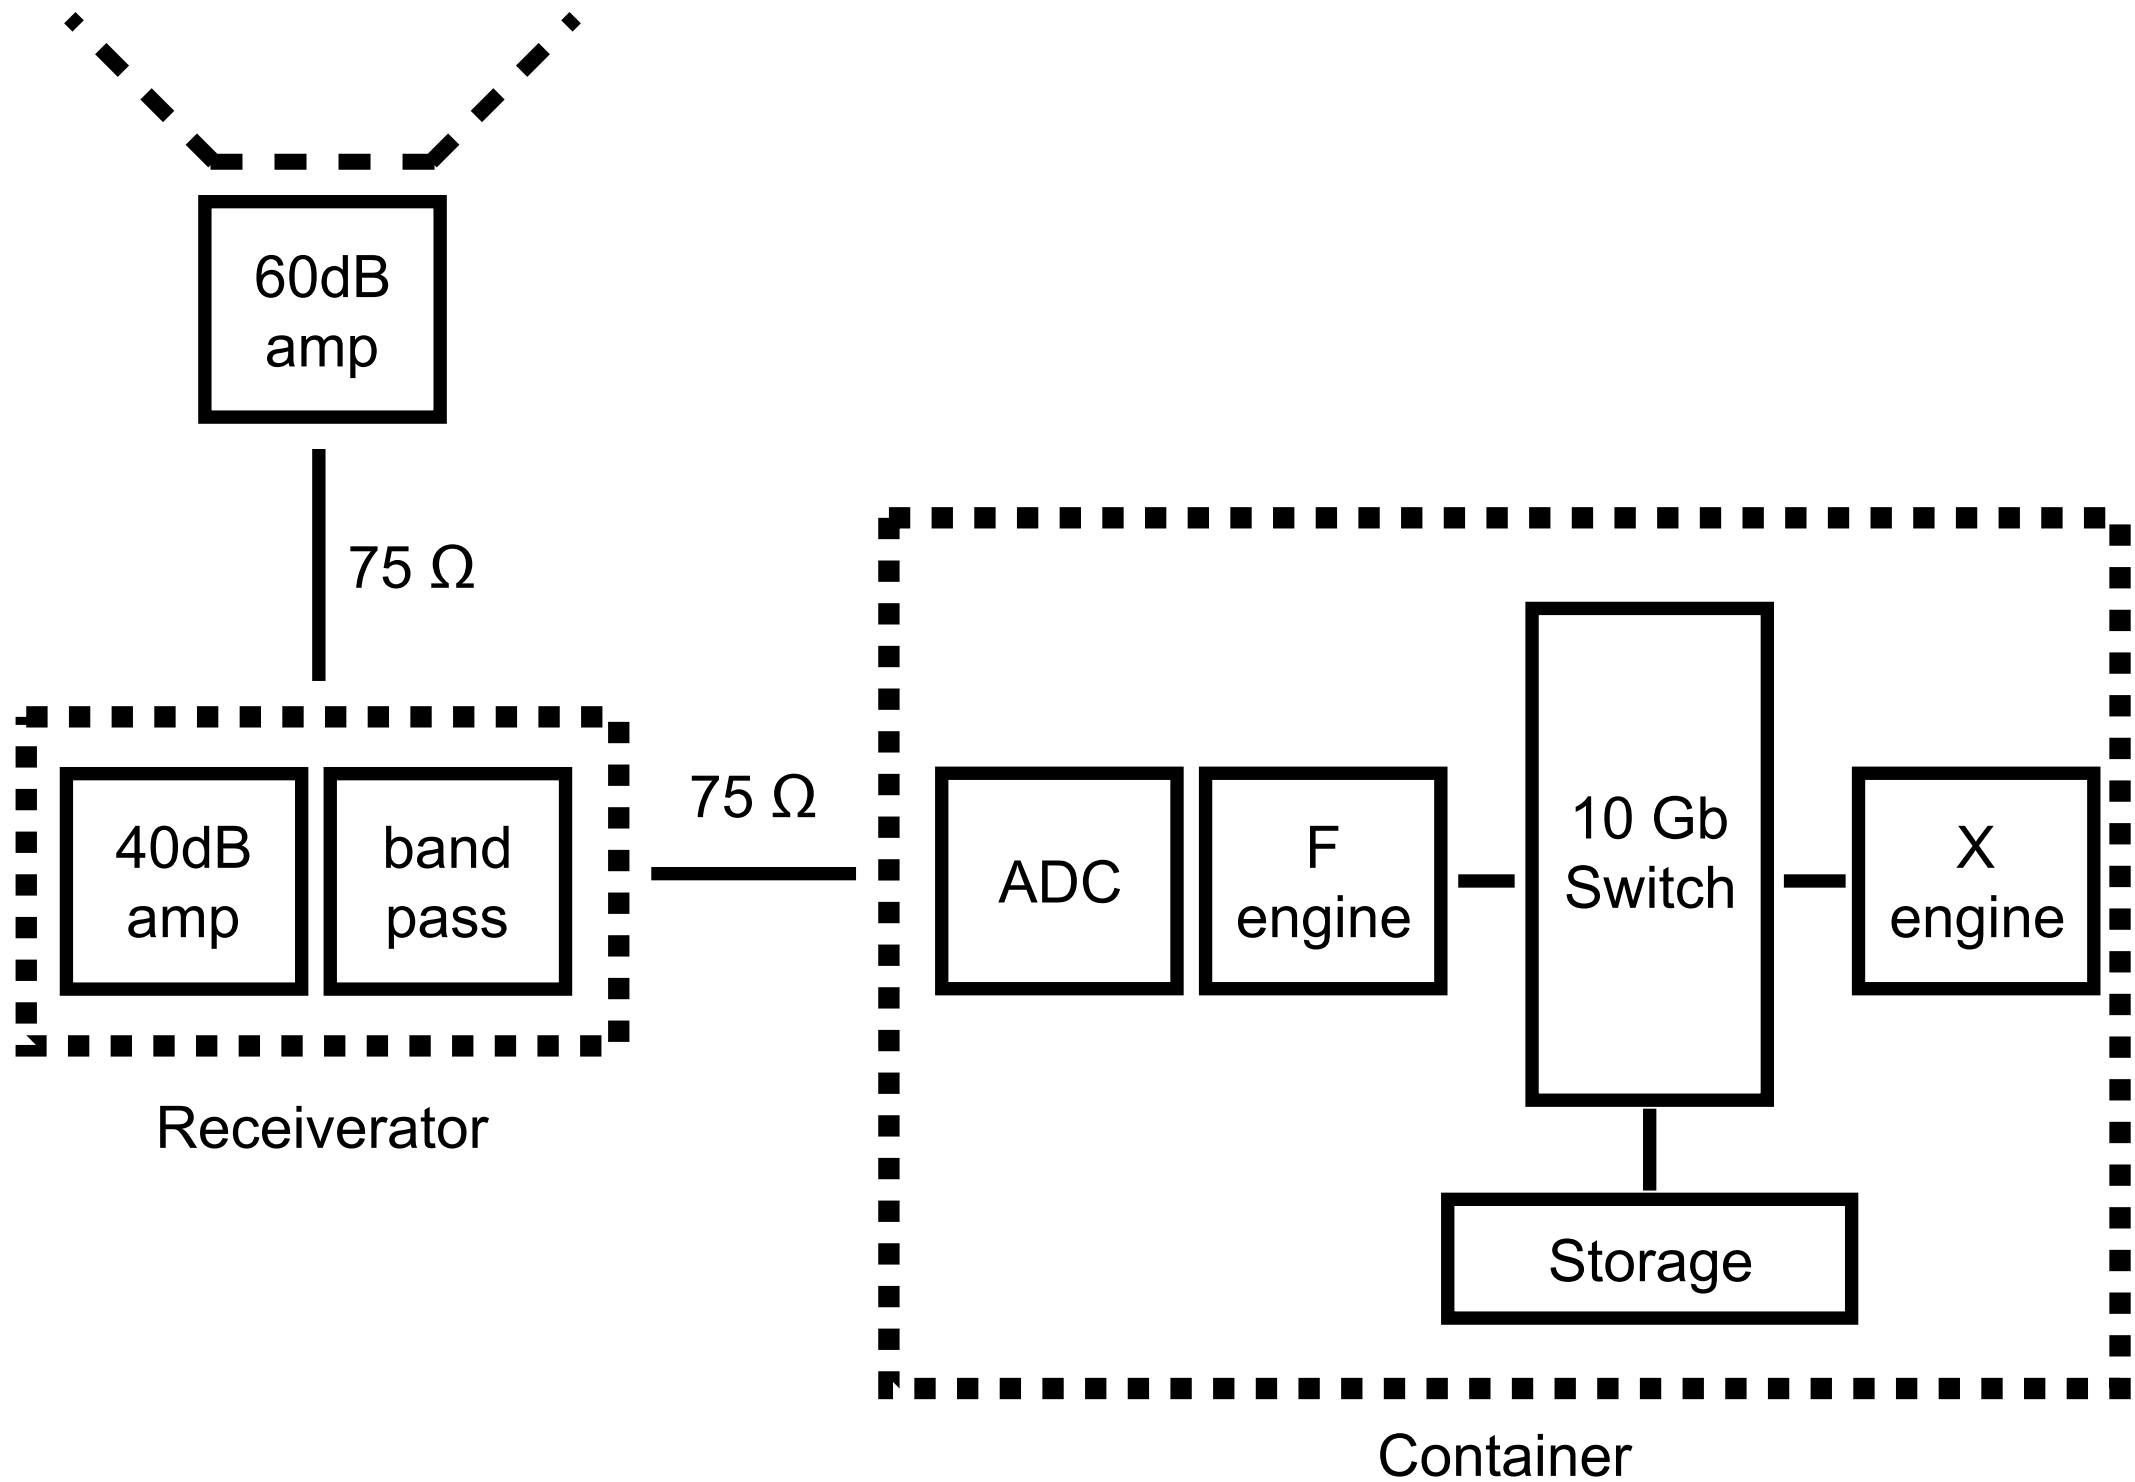 60dB
amp
75 Ω
40dB
amp
band
pass
Receiverator
75 Ω
ADC
F
engine
10 Gb
Switch
X
engine
Storage
Container